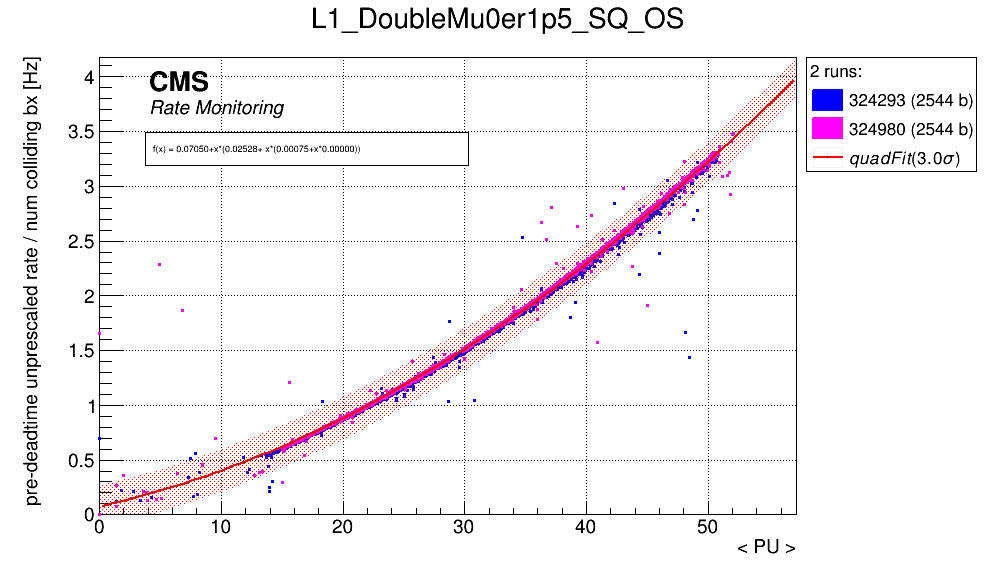 L1_DoubleMu0er1p5_SQ_OS
pre-deadtime unprescaled rate / num colliding bx [Hz]
CMS
Rate Monitoring
f(x) = 0.07050+x*(0.02528+ x*(0.00075+x*0.00000))
4
3.5
3
2.5
2
1.5
1
0.5
0
0 10 20 30 40 50
< PU >
2 runs:
324293 (2544 b)
324980 (2544 b)
quadFit(3.0σ)